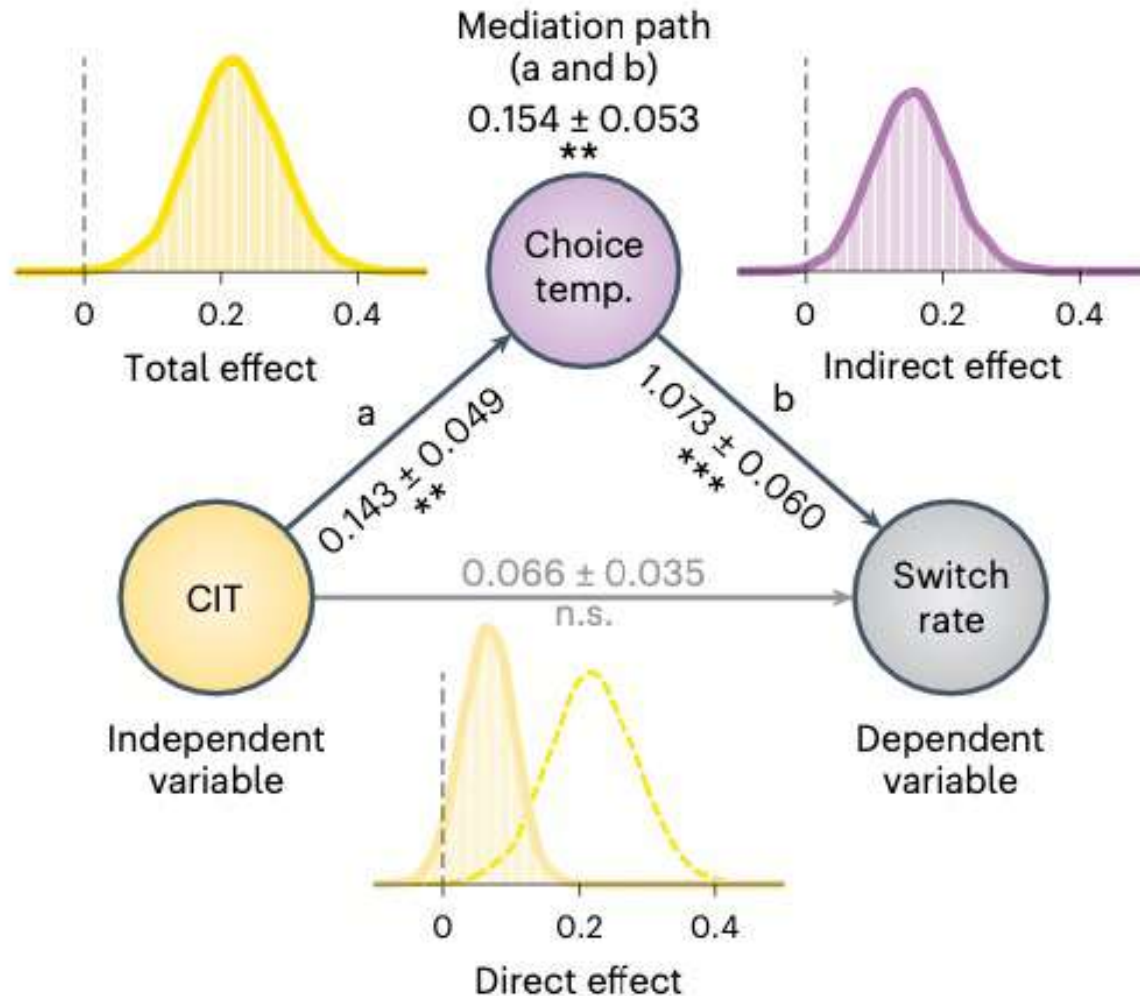 Mediation path
(a and b)
0.154 ± 0.053
**
Choice
temp.
0 0.2 0.4
Total effect
0 0.2 0.4
Indirect effect
a
0.143 ± 0.049
**
b
1.073 ± 0.060
***
CIT
0.066 ± 0.035
n.s.
Switch
rate
Independent
variable
Dependent
variable
0 0.2 0.4
Direct effect